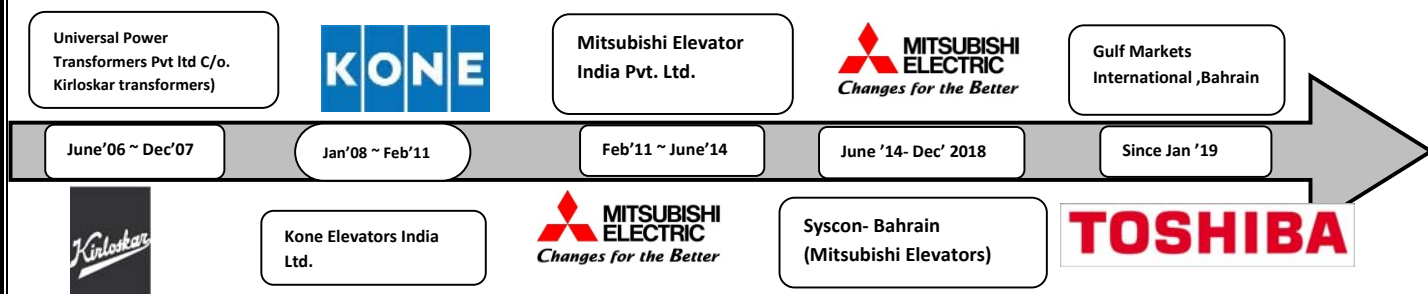 Universal Power
Transformers Pvt ltd C/o.
Kirloskar transformers)
KONE
Mitsubishi Elevator
India Pvt. Ltd.
MITSUBISHI
ELECTRIC
Changes for the Better
Gulf Markets
International ,Bahrain
June’06 ~ Dec’07
Jan’08 ~ Feb’11
Feb’11 ~ June’14
June ’14- Dec’ 2018
Since Jan ’19
Kirloskar
Kone Elevators India
Ltd.
MITSUBISHI
ELECTRIC
Changes for the Better
Syscon- Bahrain
(Mitsubishi Elevators)
TOSHIBA